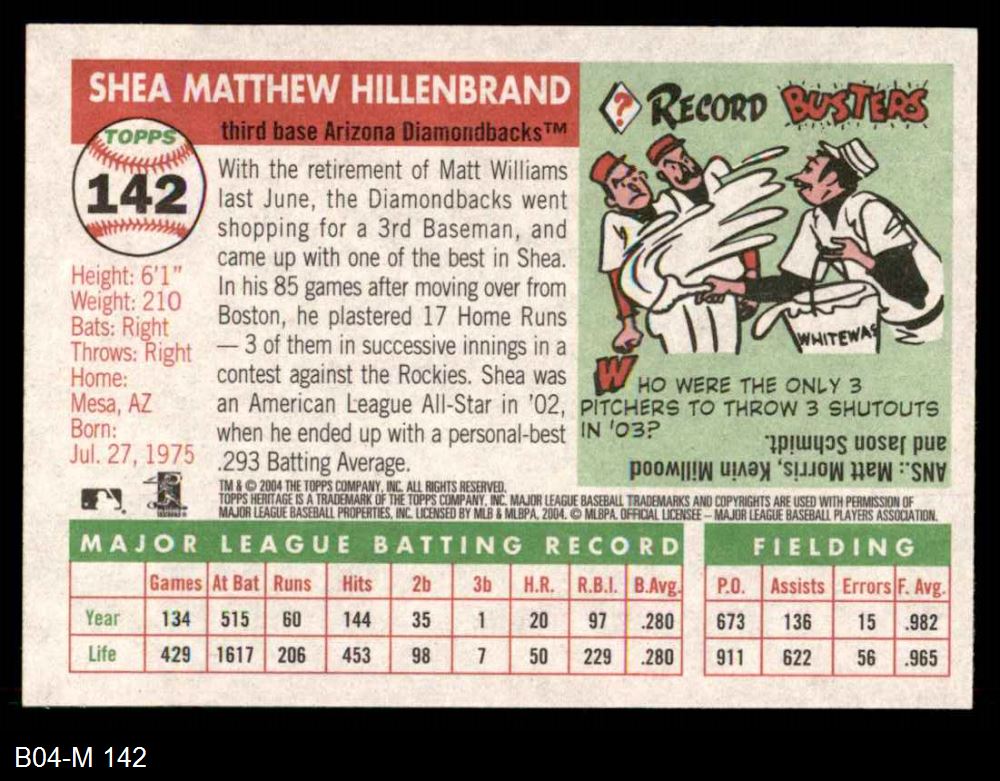 SHEA MATTHEW HILLENBRAND
third base Arizona Diamondbacks™
TOPPS
142
Height: 6'1"
Weight: 210
Bats: Right
Throws: Right
Home:
Mesa, AZ
Born:
Jul. 27, 1975
With the retirement of Matt Williams
last June, the Diamondbacks went
shopping for a 3rd Baseman, and
came up with one of the best in Shea.
In his 85 games after moving over from
Boston, he plastered 17 Home Runs
— 3 of them in successive innings in a
contest against the Rockies. Shea was
an American League All-Star in '02,
when he ended up with a personal-best
.293 Batting Average.
? RECORD BUSTERS
WHITEWAS
WHO WERE THE ONLY 3
PITCHERS TO THROW 3 SHUTOUTS
IN '03?
ANS.: Matt Morris, Kevin Millwood
and Jason Schmidt.
TM & © 2004 THE TOPPS COMPANY, INC. ALL RIGHTS RESERVED.
TOPPS HERITAGE IS A TRADEMARK OF THE TOPPS COMPANY, INC. MAJOR LEAGUE BASEBALL TRADEMARKS AND COPYRIGHTS ARE USED WITH PERMISSION OF
MAJOR LEAGUE BASEBALL PROPERTIES, INC. LICENSED BY MLB & MLBPA, 2004. © MLBPA. OFFICIAL LICENSEE – MAJOR LEAGUE BASEBALL PLAYERS ASSOCIATION.
MAJOR LEAGUE BATTING RECORD FIELDING
Games At Bat Runs Hits 2b 3b H.R. R.B.I. B.Avg. P.O. Assists Errors F. Avg.
Year 134 515 60 144 35 1 20 97 .280 673 136 15 .982
Life 429 1617 206 453 98 7 50 229 .280 911 622 56 .965
B04-M 142